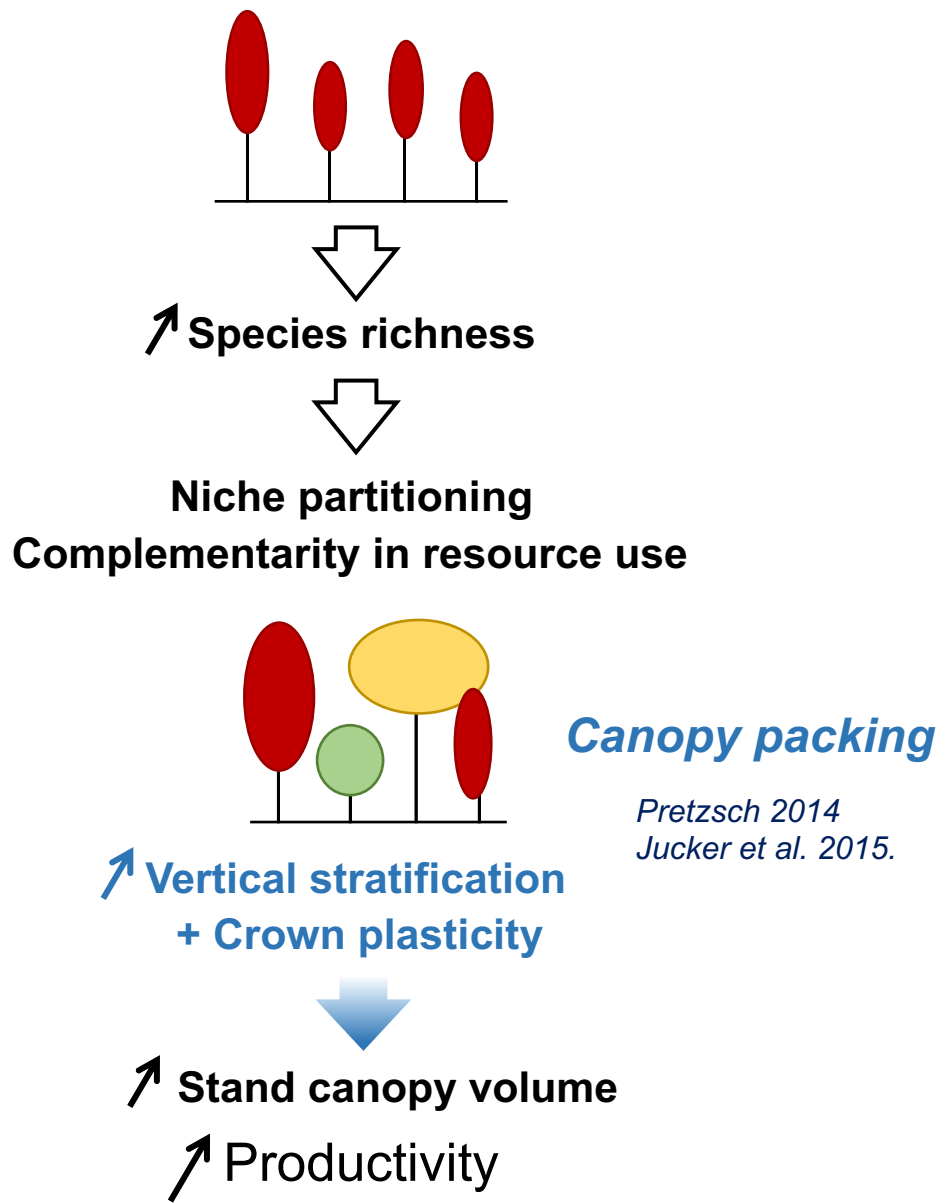 Species richness
Niche partitioning
Complementarity in resource use
Canopy packing
Pretzsch 2014
Jucker et al. 2015.
Vertical stratification
+ Crown plasticity
Stand canopy volume
Productivity